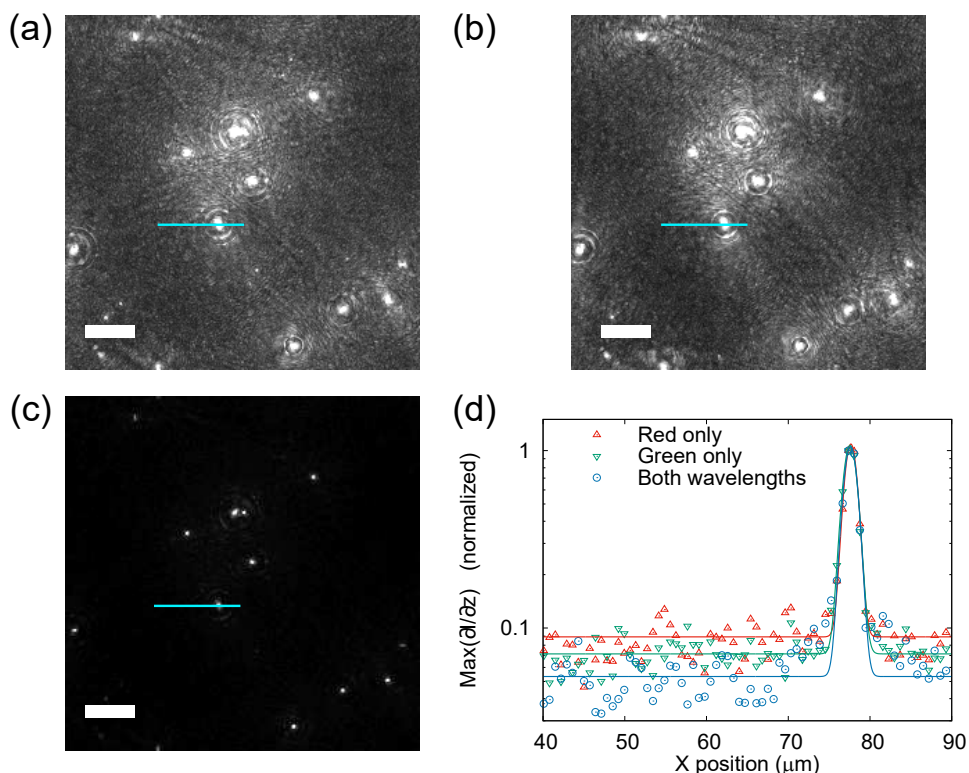 (a)
(b)
(c)
(d)
Red only
Green only
Both wavelengths
Max(∂I/∂z) (normalized)
1
0.1
40 50 60 70 80 90
X position (μm)